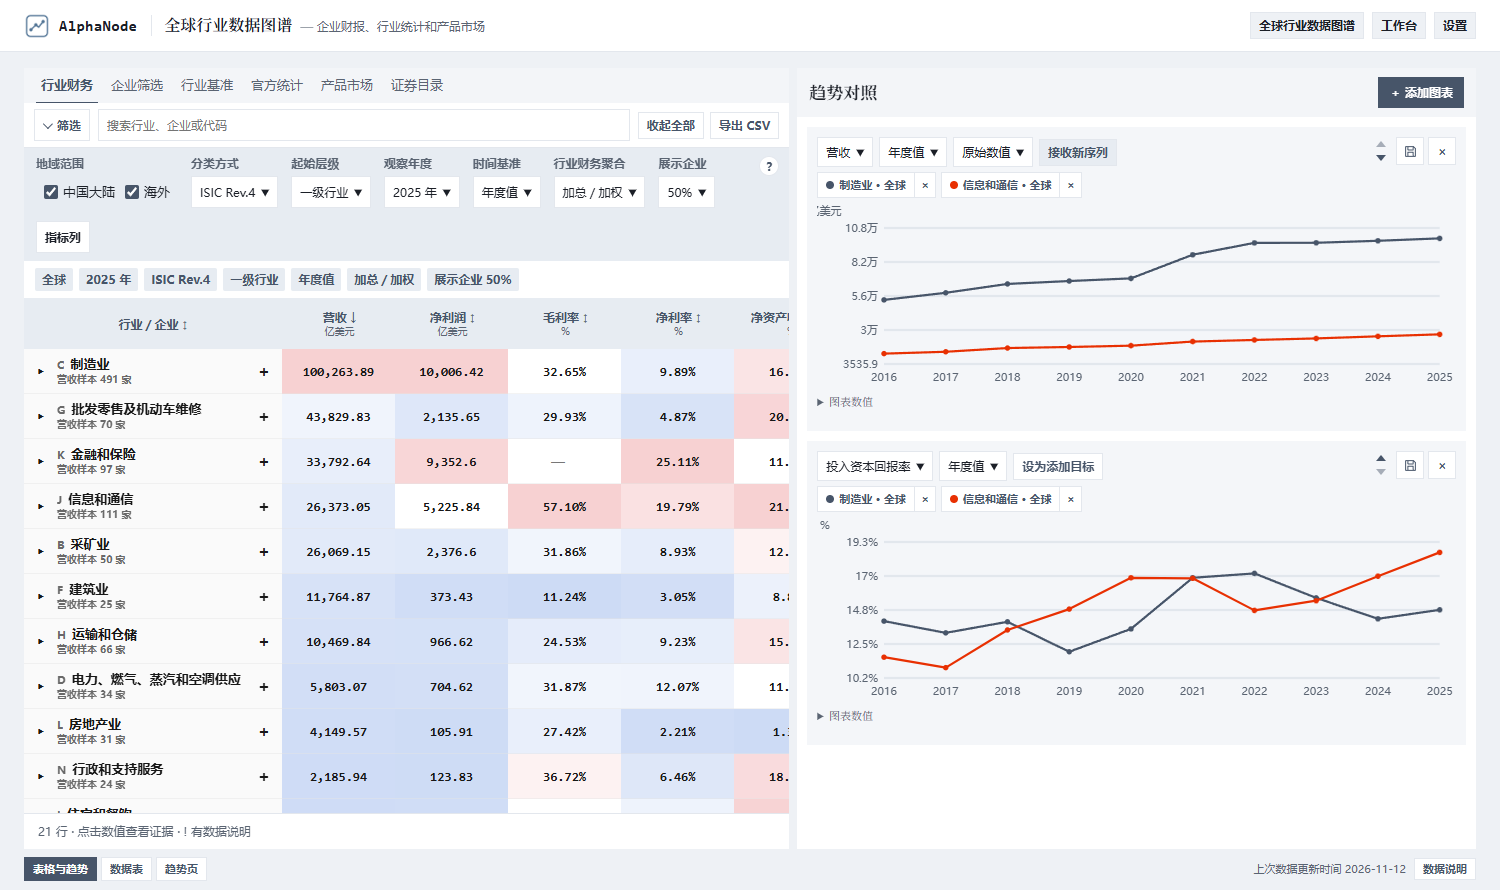 AlphaNode
全球行业数据图谱 — 企业财报、行业统计和产品市场
全球行业数据图谱 工作台 设置
行业财务 企业筛选 行业基准 官方统计 产品市场 证券目录
筛选 搜索行业、企业或代码 收起全部 导出 CSV
地域范围 分类方式 起始层级 观察年度 时间基准 行业财务聚合 展示企业 ?
中国大陆 海外 ISIC Rev.4 ▼ 一级行业 ▼ 2025 年 ▼ 年度值 ▼ 加总 / 加权 ▼ 50% ▼
指标列
全球 2025 年 ISIC Rev.4 一级行业 年度值 加总 / 加权 展示企业 50%
行业 / 企业 ↕ 营收 ↓ 净利润 ↕ 毛利率 ↕ 净利率 ↕ 净资产
亿美元 亿美元 % %
▸ C 制造业 + 100,263.89 10,006.42 32.65% 9.89% 16.
营收样本 491 家
▸ G 批发零售及机动车维修 + 43,829.83 2,135.65 29.93% 4.87% 20.
营收样本 70 家
▸ K 金融和保险 + 33,792.64 9,352.6 — 25.11% 11.
营收样本 97 家
▸ J 信息和通信 + 26,373.05 5,225.84 57.10% 19.79% 21.
营收样本 111 家
▸ B 采矿业 + 26,069.15 2,376.6 31.86% 8.93% 12.
营收样本 50 家
▸ F 建筑业 + 11,764.87 373.43 11.24% 3.05% 8.
营收样本 25 家
▸ H 运输和仓储 + 10,469.84 966.62 24.53% 9.23% 15.
营收样本 66 家
▸ D 电力、燃气、蒸汽和空调供应 + 5,803.07 704.62 31.87% 12.07% 11.
营收样本 34 家
▸ L 房地产业 + 4,149.57 105.91 27.42% 2.21% 1.
营收样本 31 家
▸ N 行政和支持服务 + 2,185.94 123.83 36.72% 6.46% 18.
营收样本 24 家
21 行 · 点击数值查看证据 · ! 有数据说明
表格与趋势 数据表 趋势页
趋势对照 + 添加图表
营收 ▼ 年度值 ▼ 原始数值 ▼ 接收新序列 ▲ ▼ ×
制造业 · 全球 × 信息和通信 · 全球 ×
美元
10.8万
8.2万
5.6万
3万
3535.9
2016 2017 2018 2019 2020 2021 2022 2023 2024 2025
▶ 图表数值
投入资本回报率 ▼ 年度值 ▼ 设为添加目标 ▲ ▼ ×
制造业 · 全球 × 信息和通信 · 全球 ×
%
19.3%
17%
14.8%
12.5%
10.2%
2016 2017 2018 2019 2020 2021 2022 2023 2024 2025
▶ 图表数值
上次数据更新时间 2026-11-12 数据说明